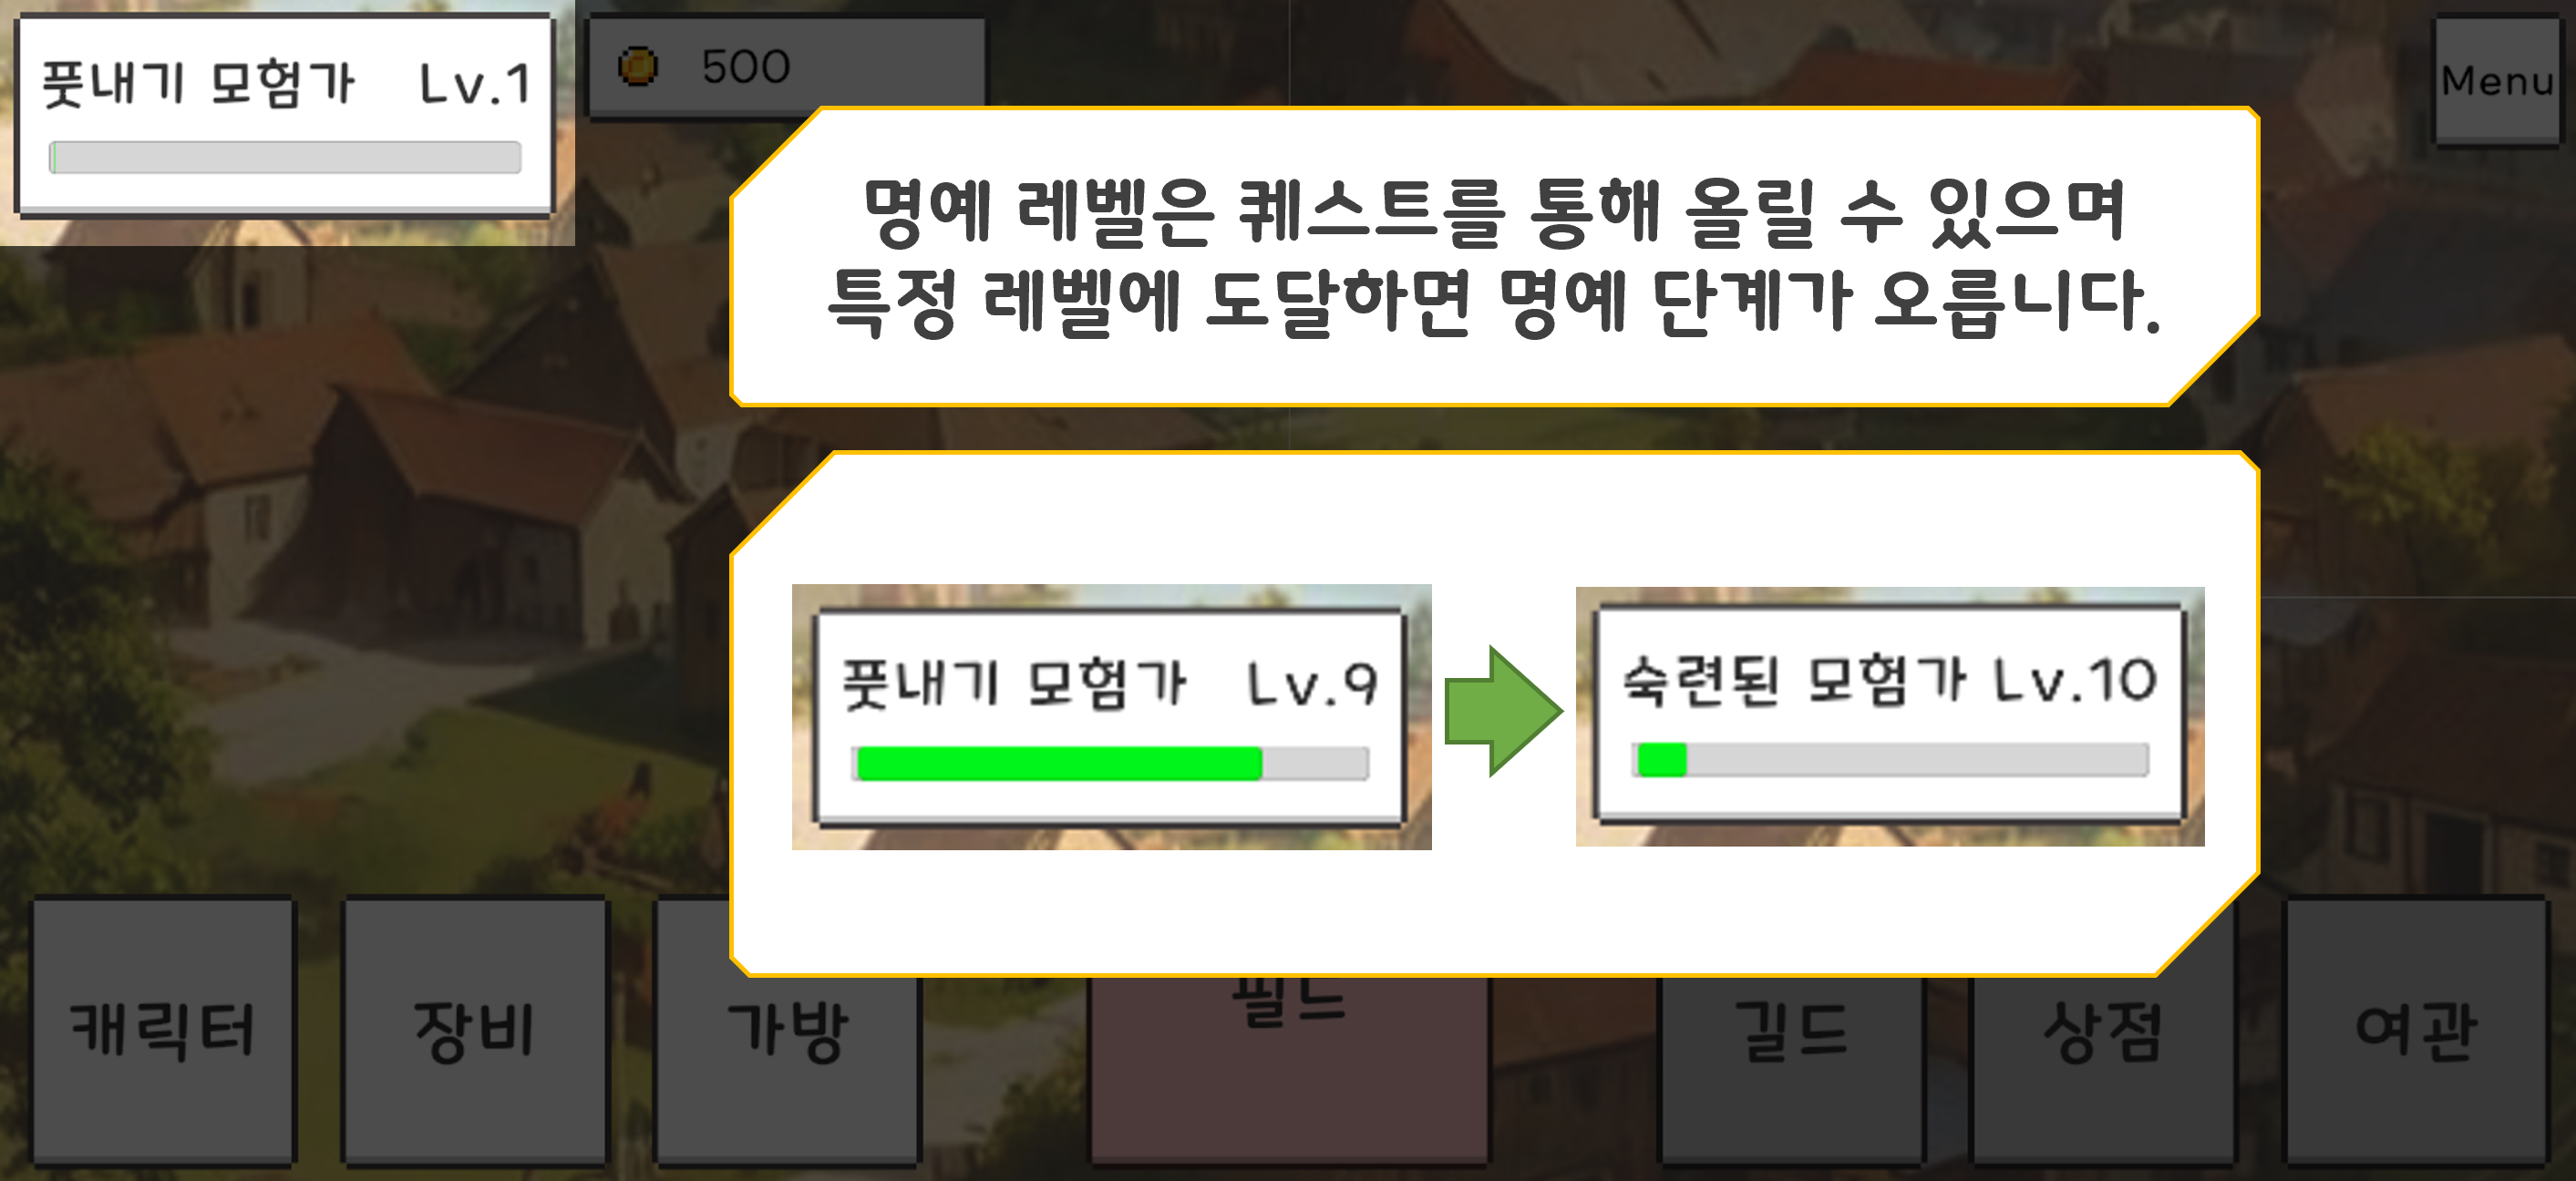 풋내기 모험가 Lv.1
500
Menu
명예 레벨은 퀘스트를 통해 올릴 수 있으며
특정 레벨에 도달하면 명예 단계가 오릅니다.
풋내기 모험가 Lv.9
숙련된 모험가 Lv.10
캐릭터
장비
가방
필드
길드
상점
여관